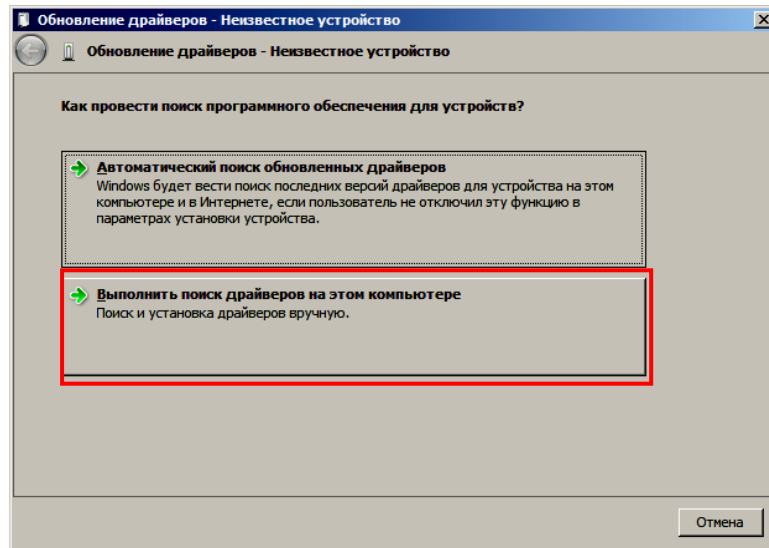 Обновление драйверов - Неизвестное устройство
Обновление драйверов - Неизвестное устройство
Как провести поиск программного обеспечения для устройств?
Автоматический поиск обновленных драйверов
Windows будет вести поиск последних версий драйверов для устройства на этом
компьютере и в Интернете, если пользователь не отключил эту функцию в
параметрах установки устройства.
Выполнить поиск драйверов на этом компьютере
Поиск и установка драйверов вручную.
Отмена